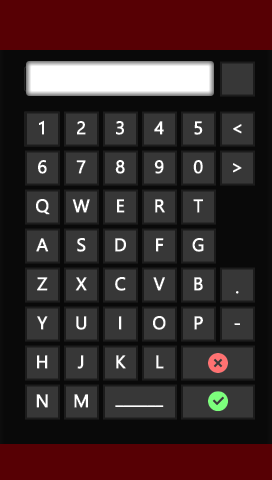 1 2 3 4 5 <
6 7 8 9 0 >
Q W E R T
A S D F G
Z X C V B .
Y U I O P -
H J K L
N M